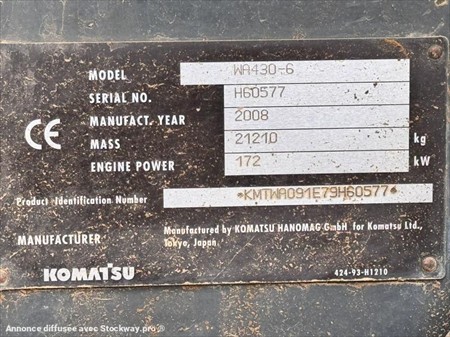 MODEL WA430-6
SERIAL NO. H60577
MANUFACT. YEAR 2008
CE MASS 21210 kg
ENGINE POWER 172 kW
Product Identification Number *KMTWA091E79H60577*
MANUFACTURER Manufactured by KOMATSU HANOMAG GmbH for Komatsu Ltd.,
Tokyo, Japan
KOMATSU 424-93-H1210
Annonce diffusée avec Stockway.pro ®